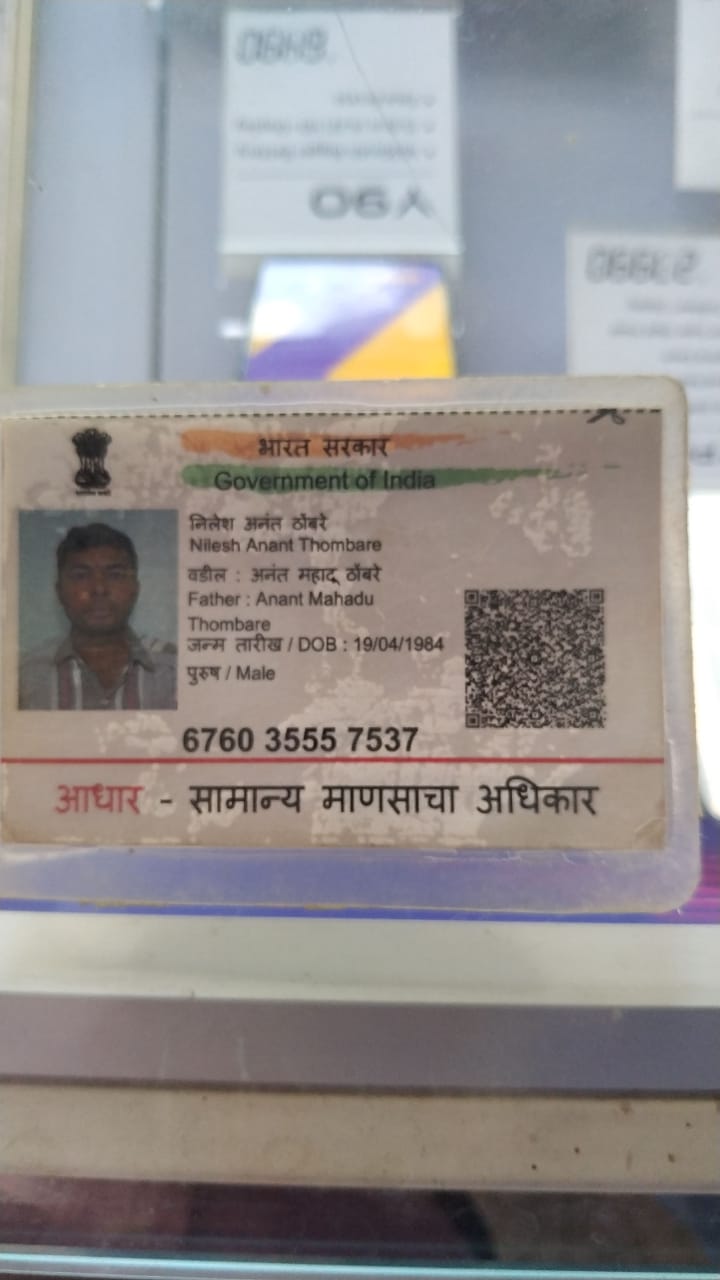 Y90
भारत सरकार
Government of India
निलेश अनंत ठोंबरे
Nilesh Anant Thombare
वडील : अनंत महादू ठोंबरे
Father : Anant Mahadu
Thombare
जन्म तारीख / DOB : 19/04/1984
पुरुष / Male
6760 3555 7537
आधार - सामान्य माणसाचा अधिकार